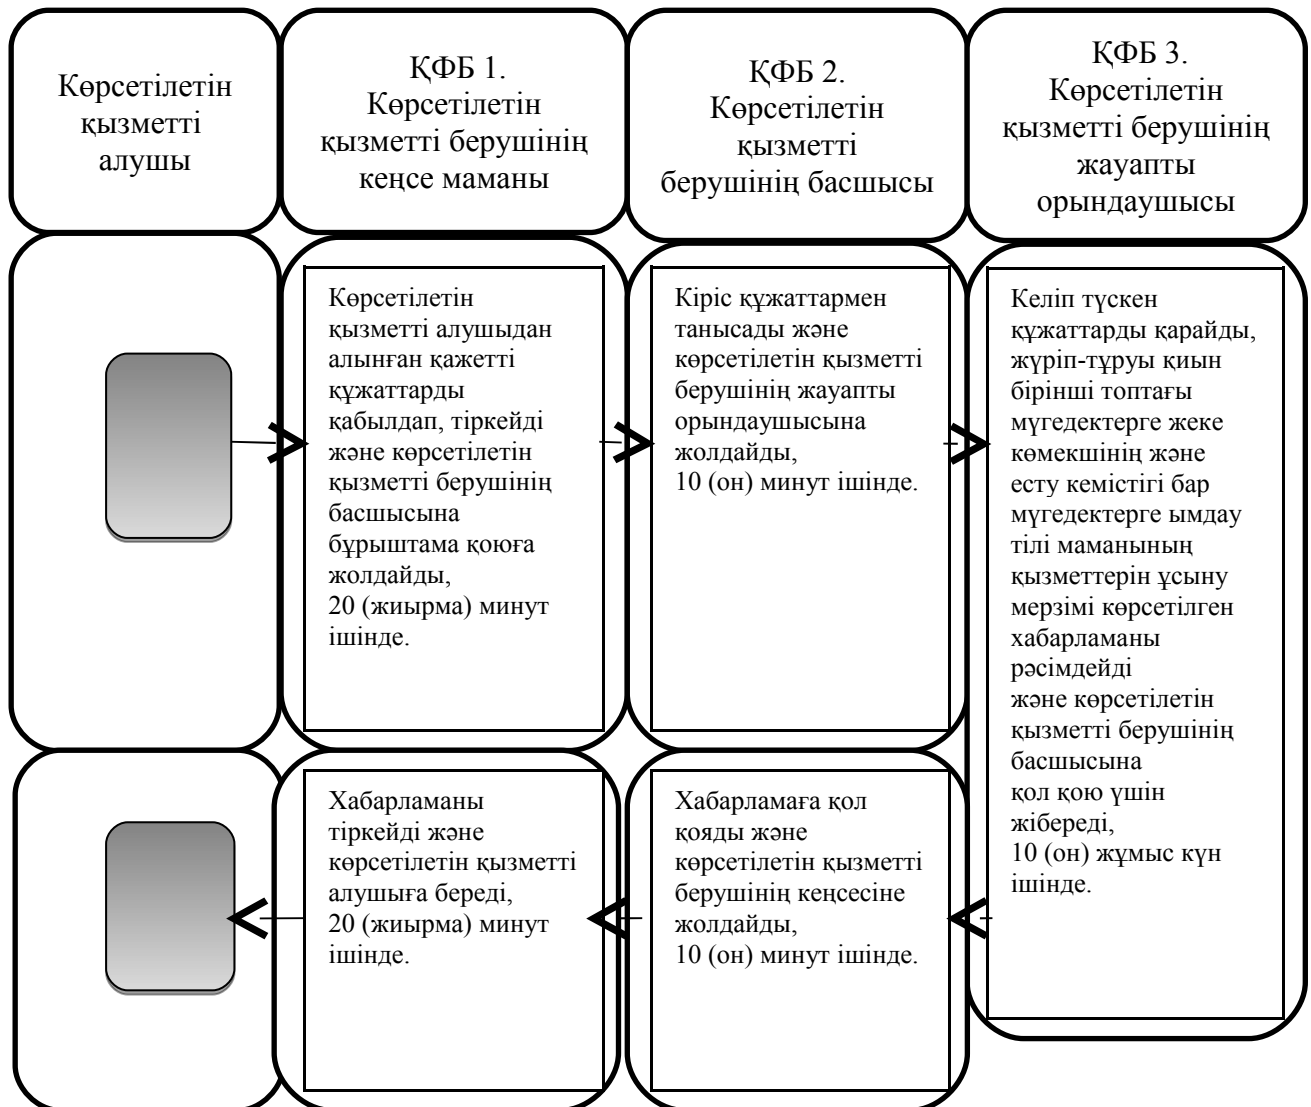 Көрсетілетін
қызметті
алушы
ҚФБ 1.
Көрсетілетін
қызметті берушінің
кеңсе маманы
ҚФБ 2.
Көрсетілетін
қызметті
берушінің басшысы
ҚФБ 3.
Көрсетілетін
қызметті берушінің
жауапты
орындаушысы
Көрсетілетін
қызметті алушыдан
алынған қажетті
құжаттарды
қабылдап, тіркейді
және көрсетілетін
қызметті берушінің
басшысына
бұрыштама қоюға
жолдайды,
20 (жиырма) минут
ішінде.
Кіріс құжаттармен
танысады және
көрсетілетін қызметті
берушінің жауапты
орындаушысына
жолдайды,
10 (он) минут ішінде.
Келіп түскен
құжаттарды қарайды,
жүріп-тұруы қиын
бірінші топтағы
мүгедектерге жеке
көмекшінің және
есту кемістігі бар
мүгедектерге ымдау
тілі маманының
қызметтерін ұсыну
мерзімі көрсетілген
хабарламаны
рәсімдейді
және көрсетілетін
қызметті берушінің
басшысына
қол қою үшін
жібереді,
10 (он) жұмыс күн
ішінде.
Хабарламаны
тіркейді және
көрсетілетін қызметті
алушыға береді,
20 (жиырма) минут
ішінде.
Хабарламаға қол
қояды және
көрсетілетін қызметті
берушінің кеңсесіне
жолдайды,
10 (он) минут ішінде.